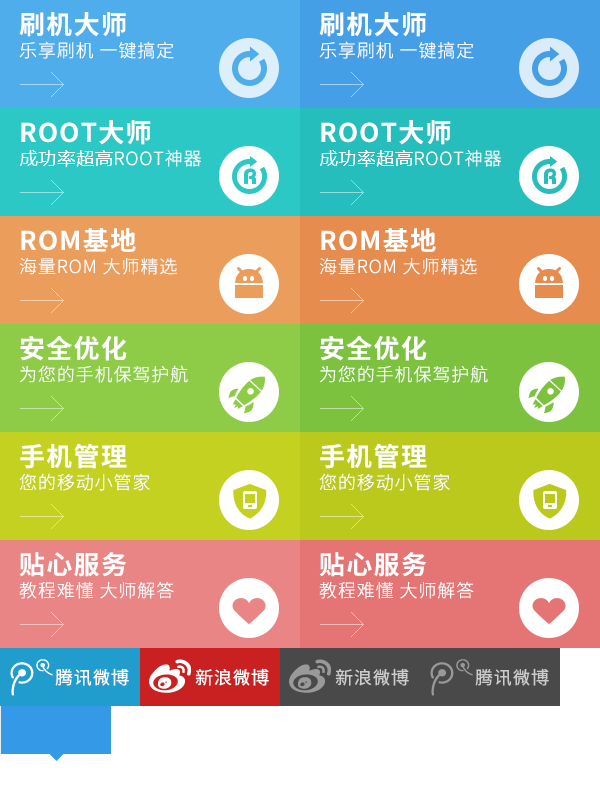 刷机大师
乐享刷机 一键搞定
刷机大师
乐享刷机 一键搞定
ROOT大师
成功率超高ROOT神器
ROOT大师
成功率超高ROOT神器
R
R
ROM基地
海量ROM 大师精选
ROM基地
海量ROM 大师精选
安全优化
为您的手机保驾护航
安全优化
为您的手机保驾护航
手机管理
您的移动小管家
手机管理
您的移动小管家
贴心服务
教程难懂 大师解答
贴心服务
教程难懂 大师解答
腾讯微博
新浪微博
新浪微博
腾讯微博